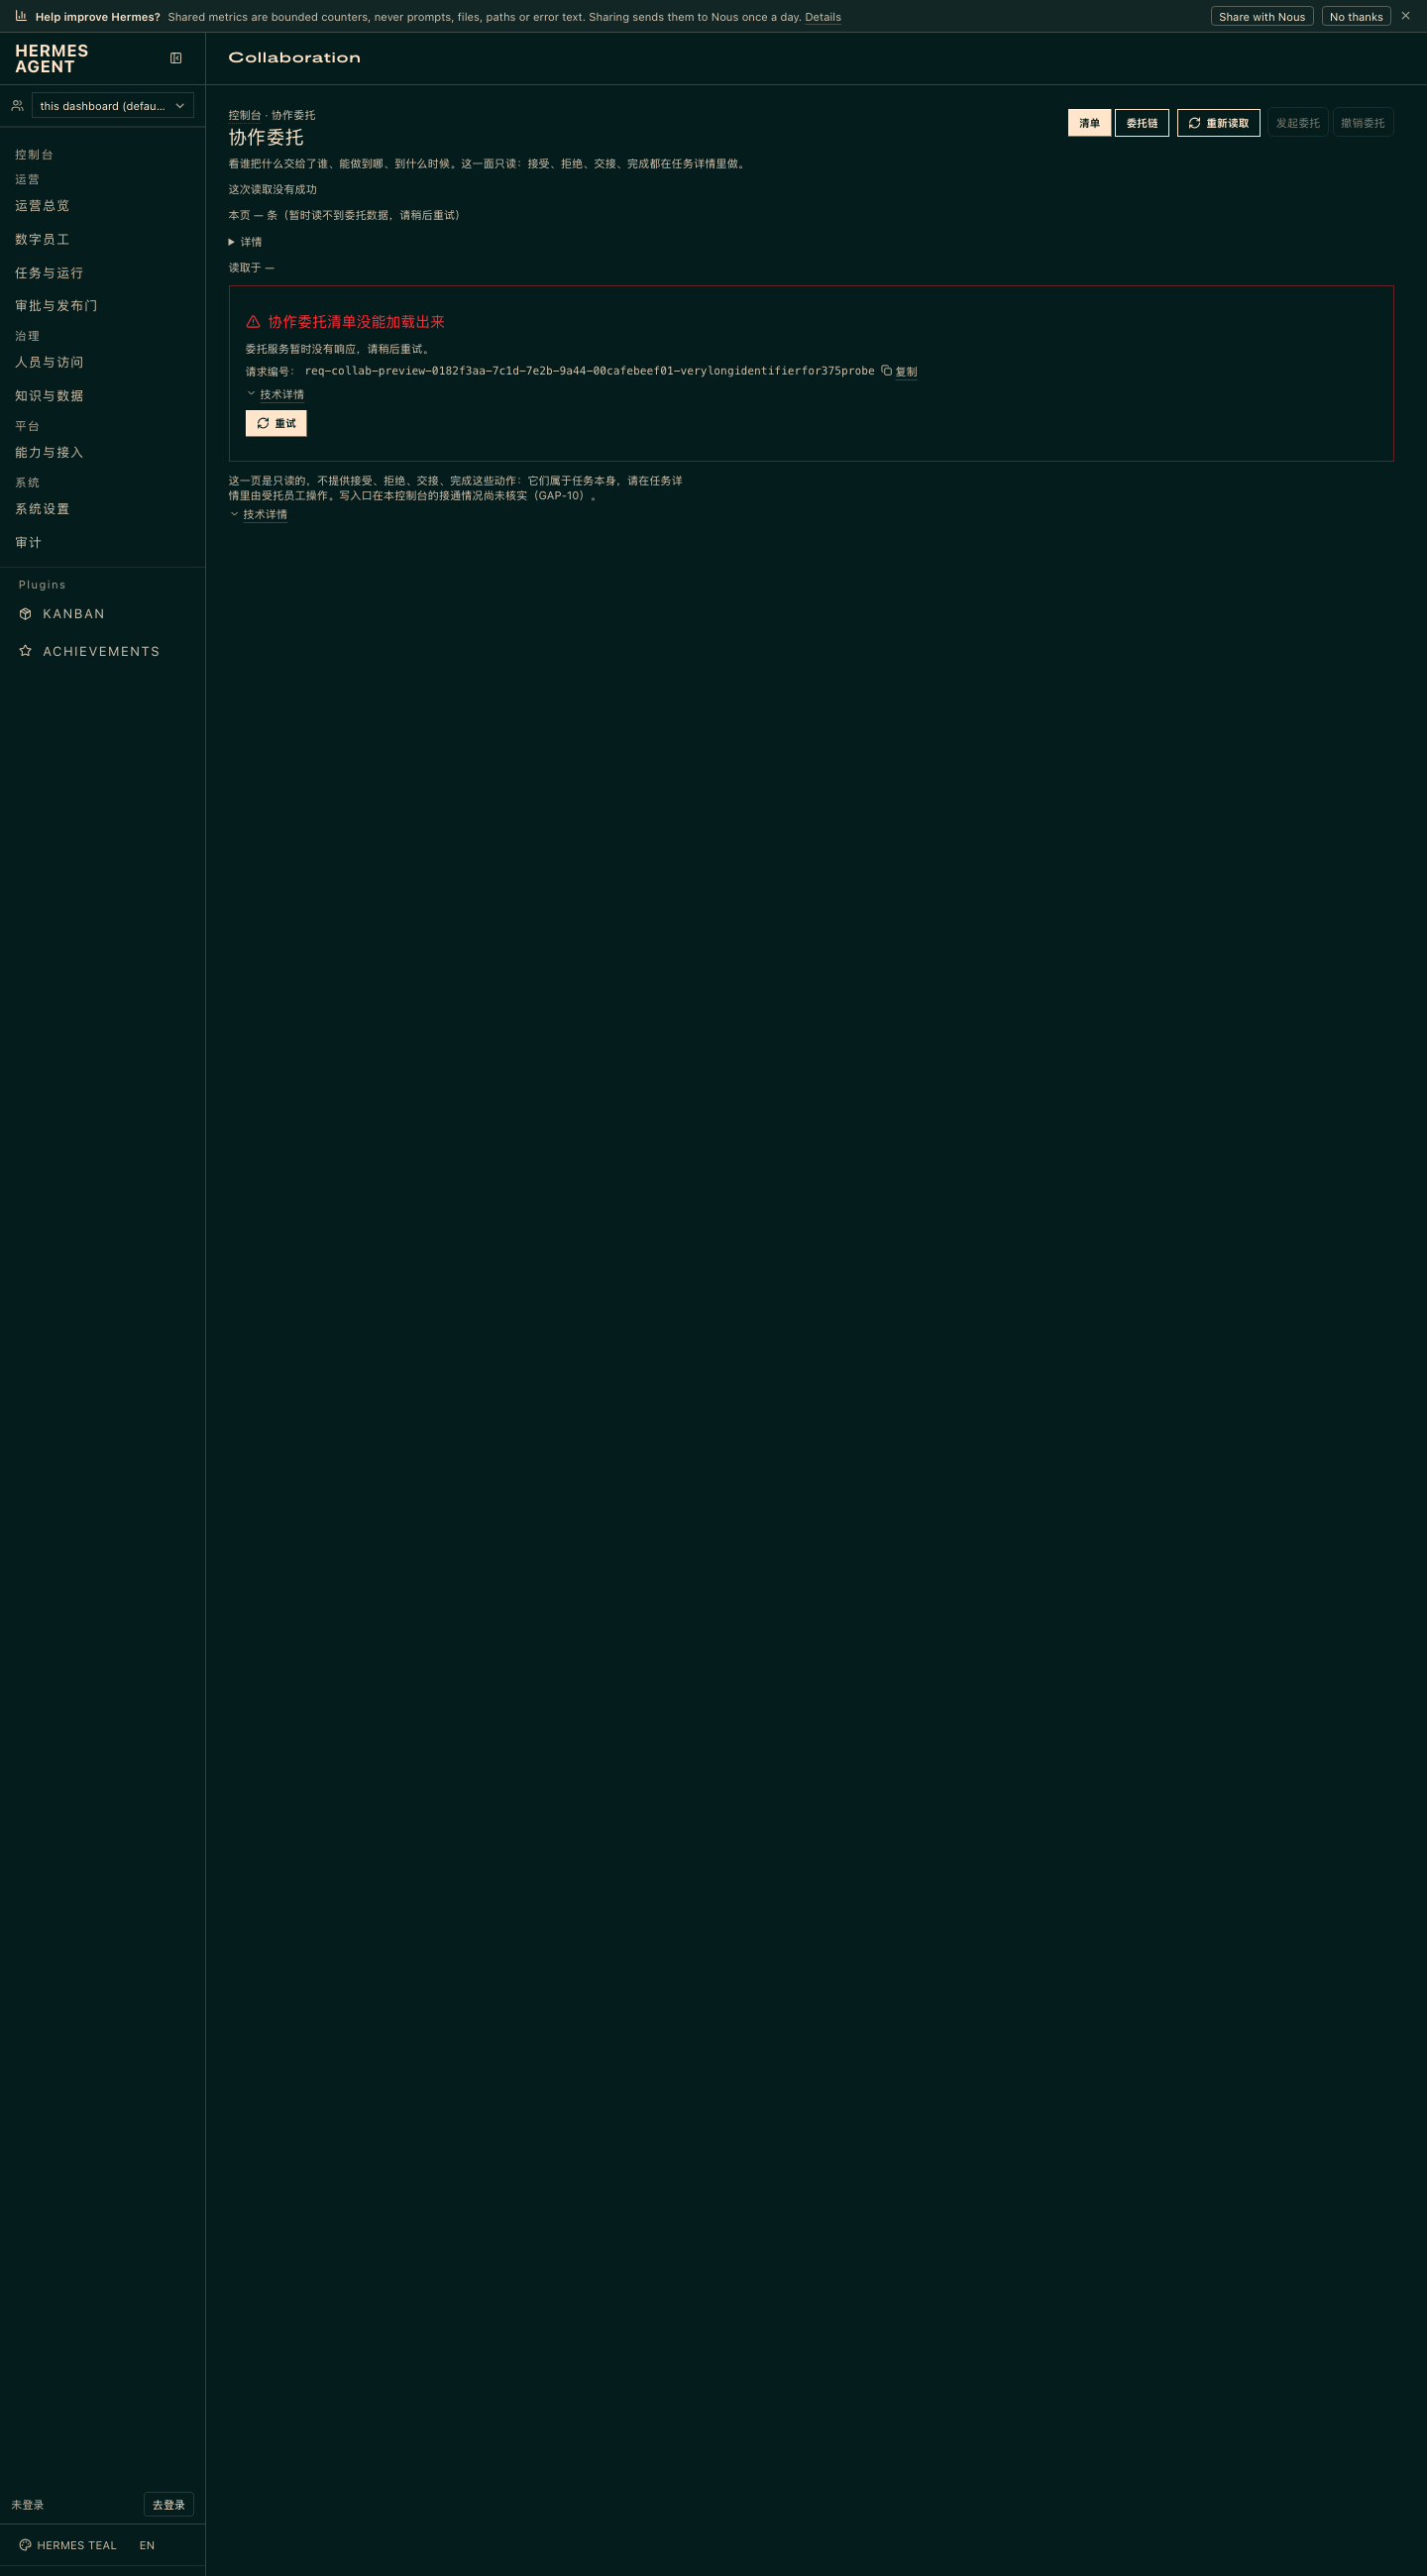 Help improve Hermes? Shared metrics are bounded counters, never prompts, files, paths or error text. Sharing sends them to Nous once a day. Details
Share with Nous
No thanks
HERMES
AGENT
Collaboration
this dashboard (defau...
控制台
运营
运营总览
数字员工
任务与运行
审批与发布门
治理
人员与访问
知识与数据
平台
能力与接入
系统
系统设置
审计
Plugins
KANBAN
ACHIEVEMENTS
未登录
去登录
HERMES TEAL
EN
控制台 · 协作委托
协作委托
清单
委托链
重新读取
发起委托
撤销委托
看谁把什么交给了谁、能做到哪、到什么时候。这一面只读：接受、拒绝、交接、完成都在任务详情里做。
这次读取没有成功
本页 — 条（暂时读不到委托数据，请稍后重试）
详情
读取于 —
协作委托清单没能加载出来
委托服务暂时没有响应，请稍后重试。
请求编号： req-collab-preview-0182f3aa-7c1d-7e2b-9a44-00cafebeef01-verylongidentifierfor375probe 复制
技术详情
重试
这一页是只读的，不提供接受、拒绝、交接、完成这些动作：它们属于任务本身，请在任务详
情里由受托员工操作。写入口在本控制台的接通情况尚未核实（GAP-10）。
技术详情